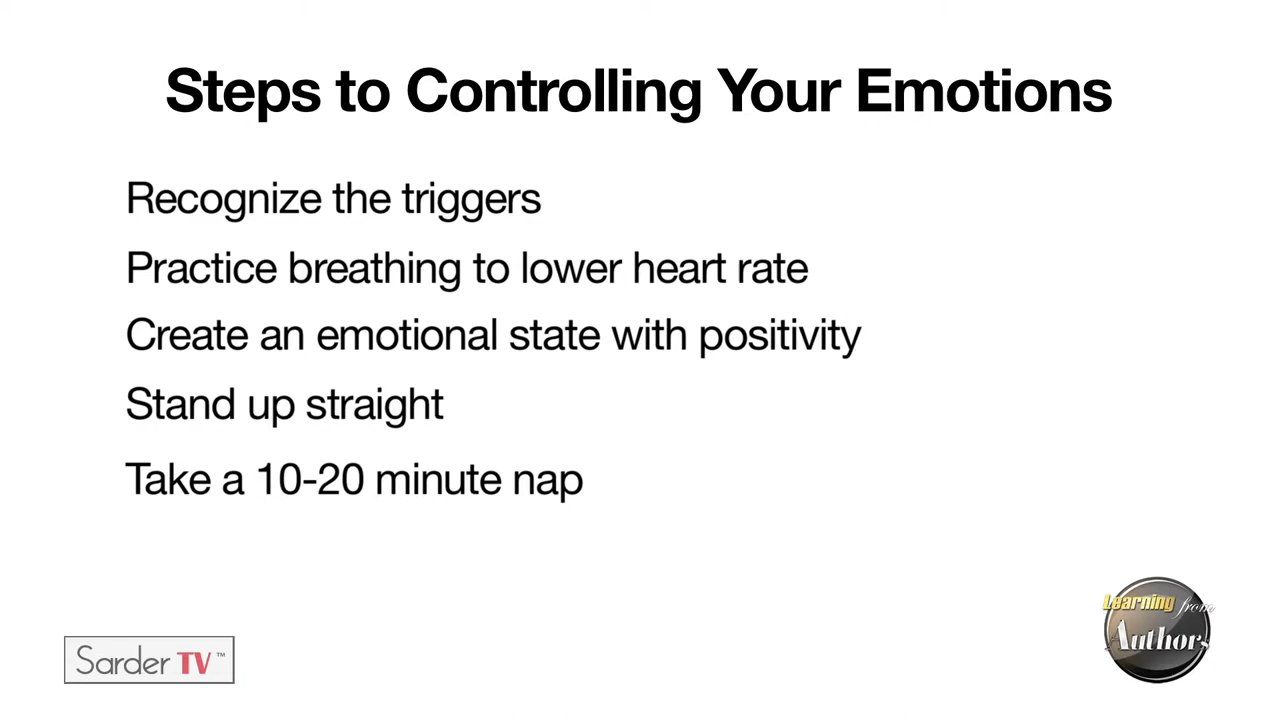 Steps to Controlling Your Emotions
Recognize the triggers
Practice breathing to lower heart rate
Create an emotional state with positivity
Stand up straight
Take a 10-20 minute nap
Learning from
Authors
Sarder TV™